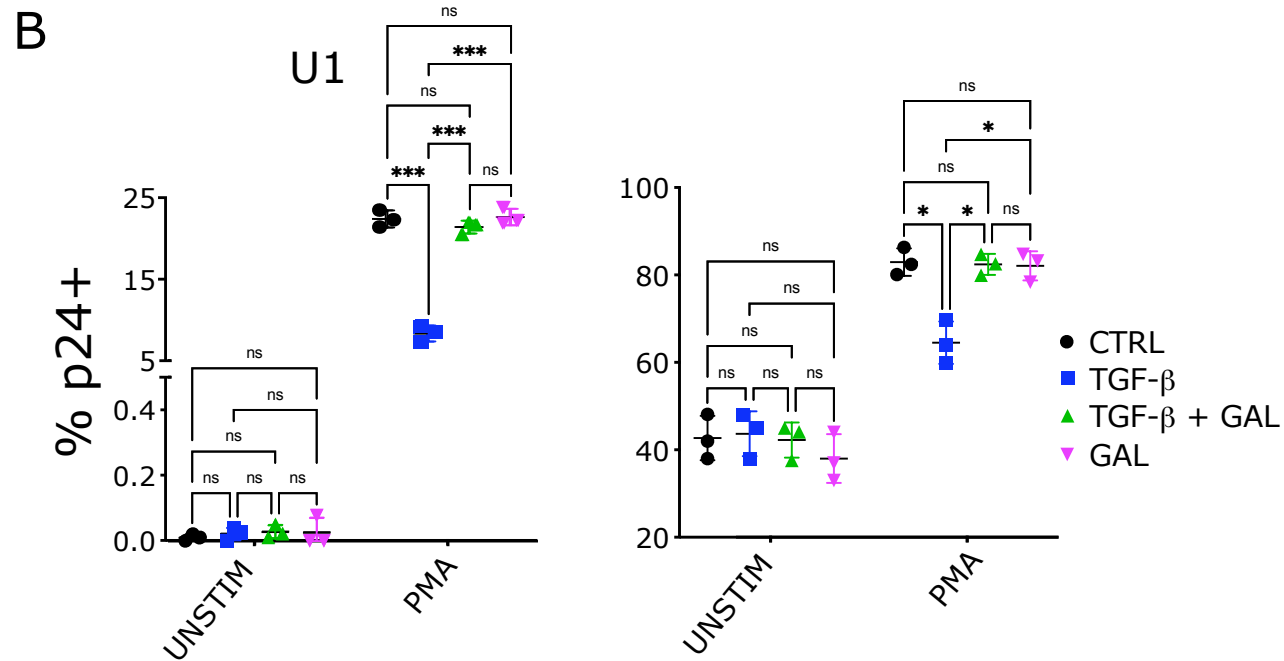 B
U1
ns
***
ns
***
***
ns
% p24+
25
15
5
0.4
0.2
0.0
ns
ns
ns
ns
ns
ns
UNSTIM
PMA
ns
*
ns
*
*
ns
100
80
60
40
20
ns
ns
ns
ns
ns
ns
UNSTIM
PMA
CTRL
TGF-β
TGF-β + GAL
GAL